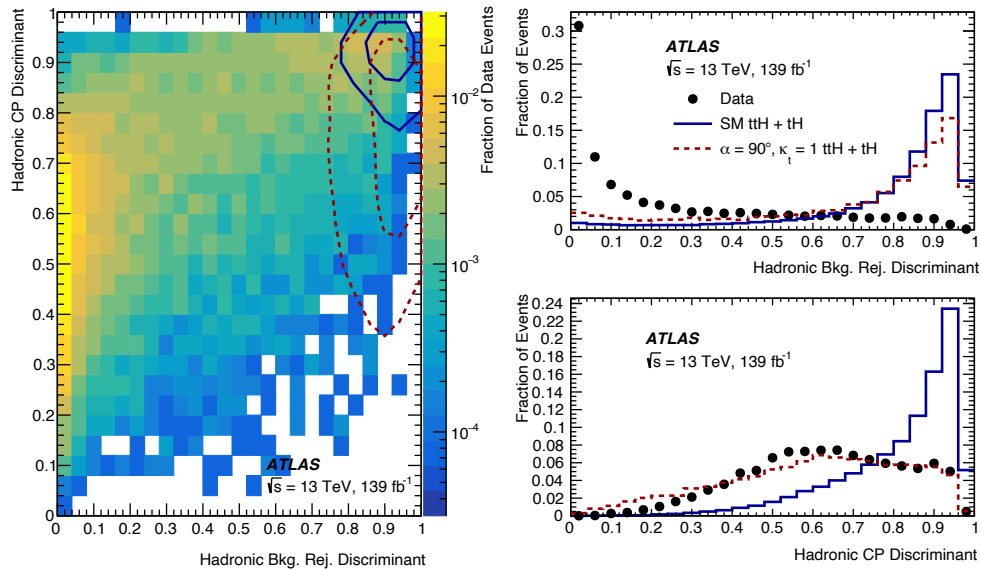 Hadronic CP Discriminant
1
0.9
0.8
0.7
0.6
0.5
0.4
0.3
0.2
0.1
0
0 0.1 0.2 0.3 0.4 0.5 0.6 0.7 0.8 0.9 1
Hadronic Bkg. Rej. Discriminant
ATLAS
√s = 13 TeV, 139 fb⁻¹
Fraction of Data Events
10⁻²
10⁻³
10⁻⁴
Fraction of Events
0.3
0.25
0.2
0.15
0.1
0.05
0
ATLAS
√s = 13 TeV, 139 fb⁻¹
Data
SM ttH + tH
α = 90°, κₜ = 1 ttH + tH
0 0.1 0.2 0.3 0.4 0.5 0.6 0.7 0.8 0.9 1
Hadronic Bkg. Rej. Discriminant
Fraction of Events
0.24
0.22
0.2
0.18
0.16
0.14
0.12
0.1
0.08
0.06
0.04
0.02
0
ATLAS
√s = 13 TeV, 139 fb⁻¹
0 0.1 0.2 0.3 0.4 0.5 0.6 0.7 0.8 0.9 1
Hadronic CP Discriminant